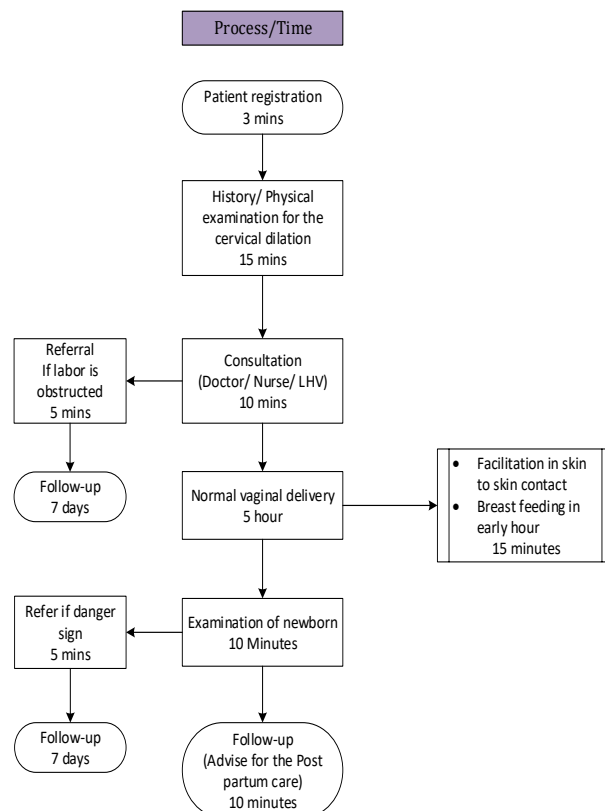 Process/Time
Patient registration
3 mins
History/ Physical
examination for the
cervical dilation
15 mins
Referral
If labor is
obstructed
5 mins
Consultation
(Doctor/ Nurse/ LHV)
10 mins
Follow-up
7 days
Normal vaginal delivery
5 hour
• Facilitation in skin
to skin contact
• Breast feeding in
early hour
15 minutes
Refer if danger
sign
5 mins
Examination of newborn
10 Minutes
Follow-up
7 days
Follow-up
(Advise for the Post
partum care)
10 minutes